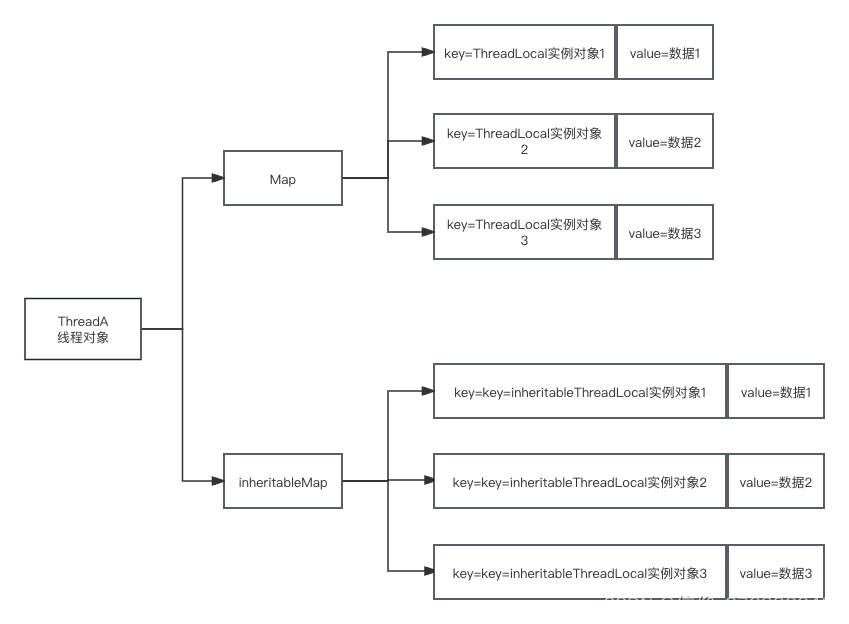 key=ThreadLocal实例对象1
value=数据1
key=ThreadLocal实例对象
2
value=数据2
Map
key=ThreadLocal实例对象
3
value=数据3
ThreadA
线程对象
key=key=inheritableThreadLocal实例对象1
value=数据1
inheritableMap
key=key=inheritableThreadLocal实例对象2
value=数据2
key=key=inheritableThreadLocal实例对象3
value=数据3